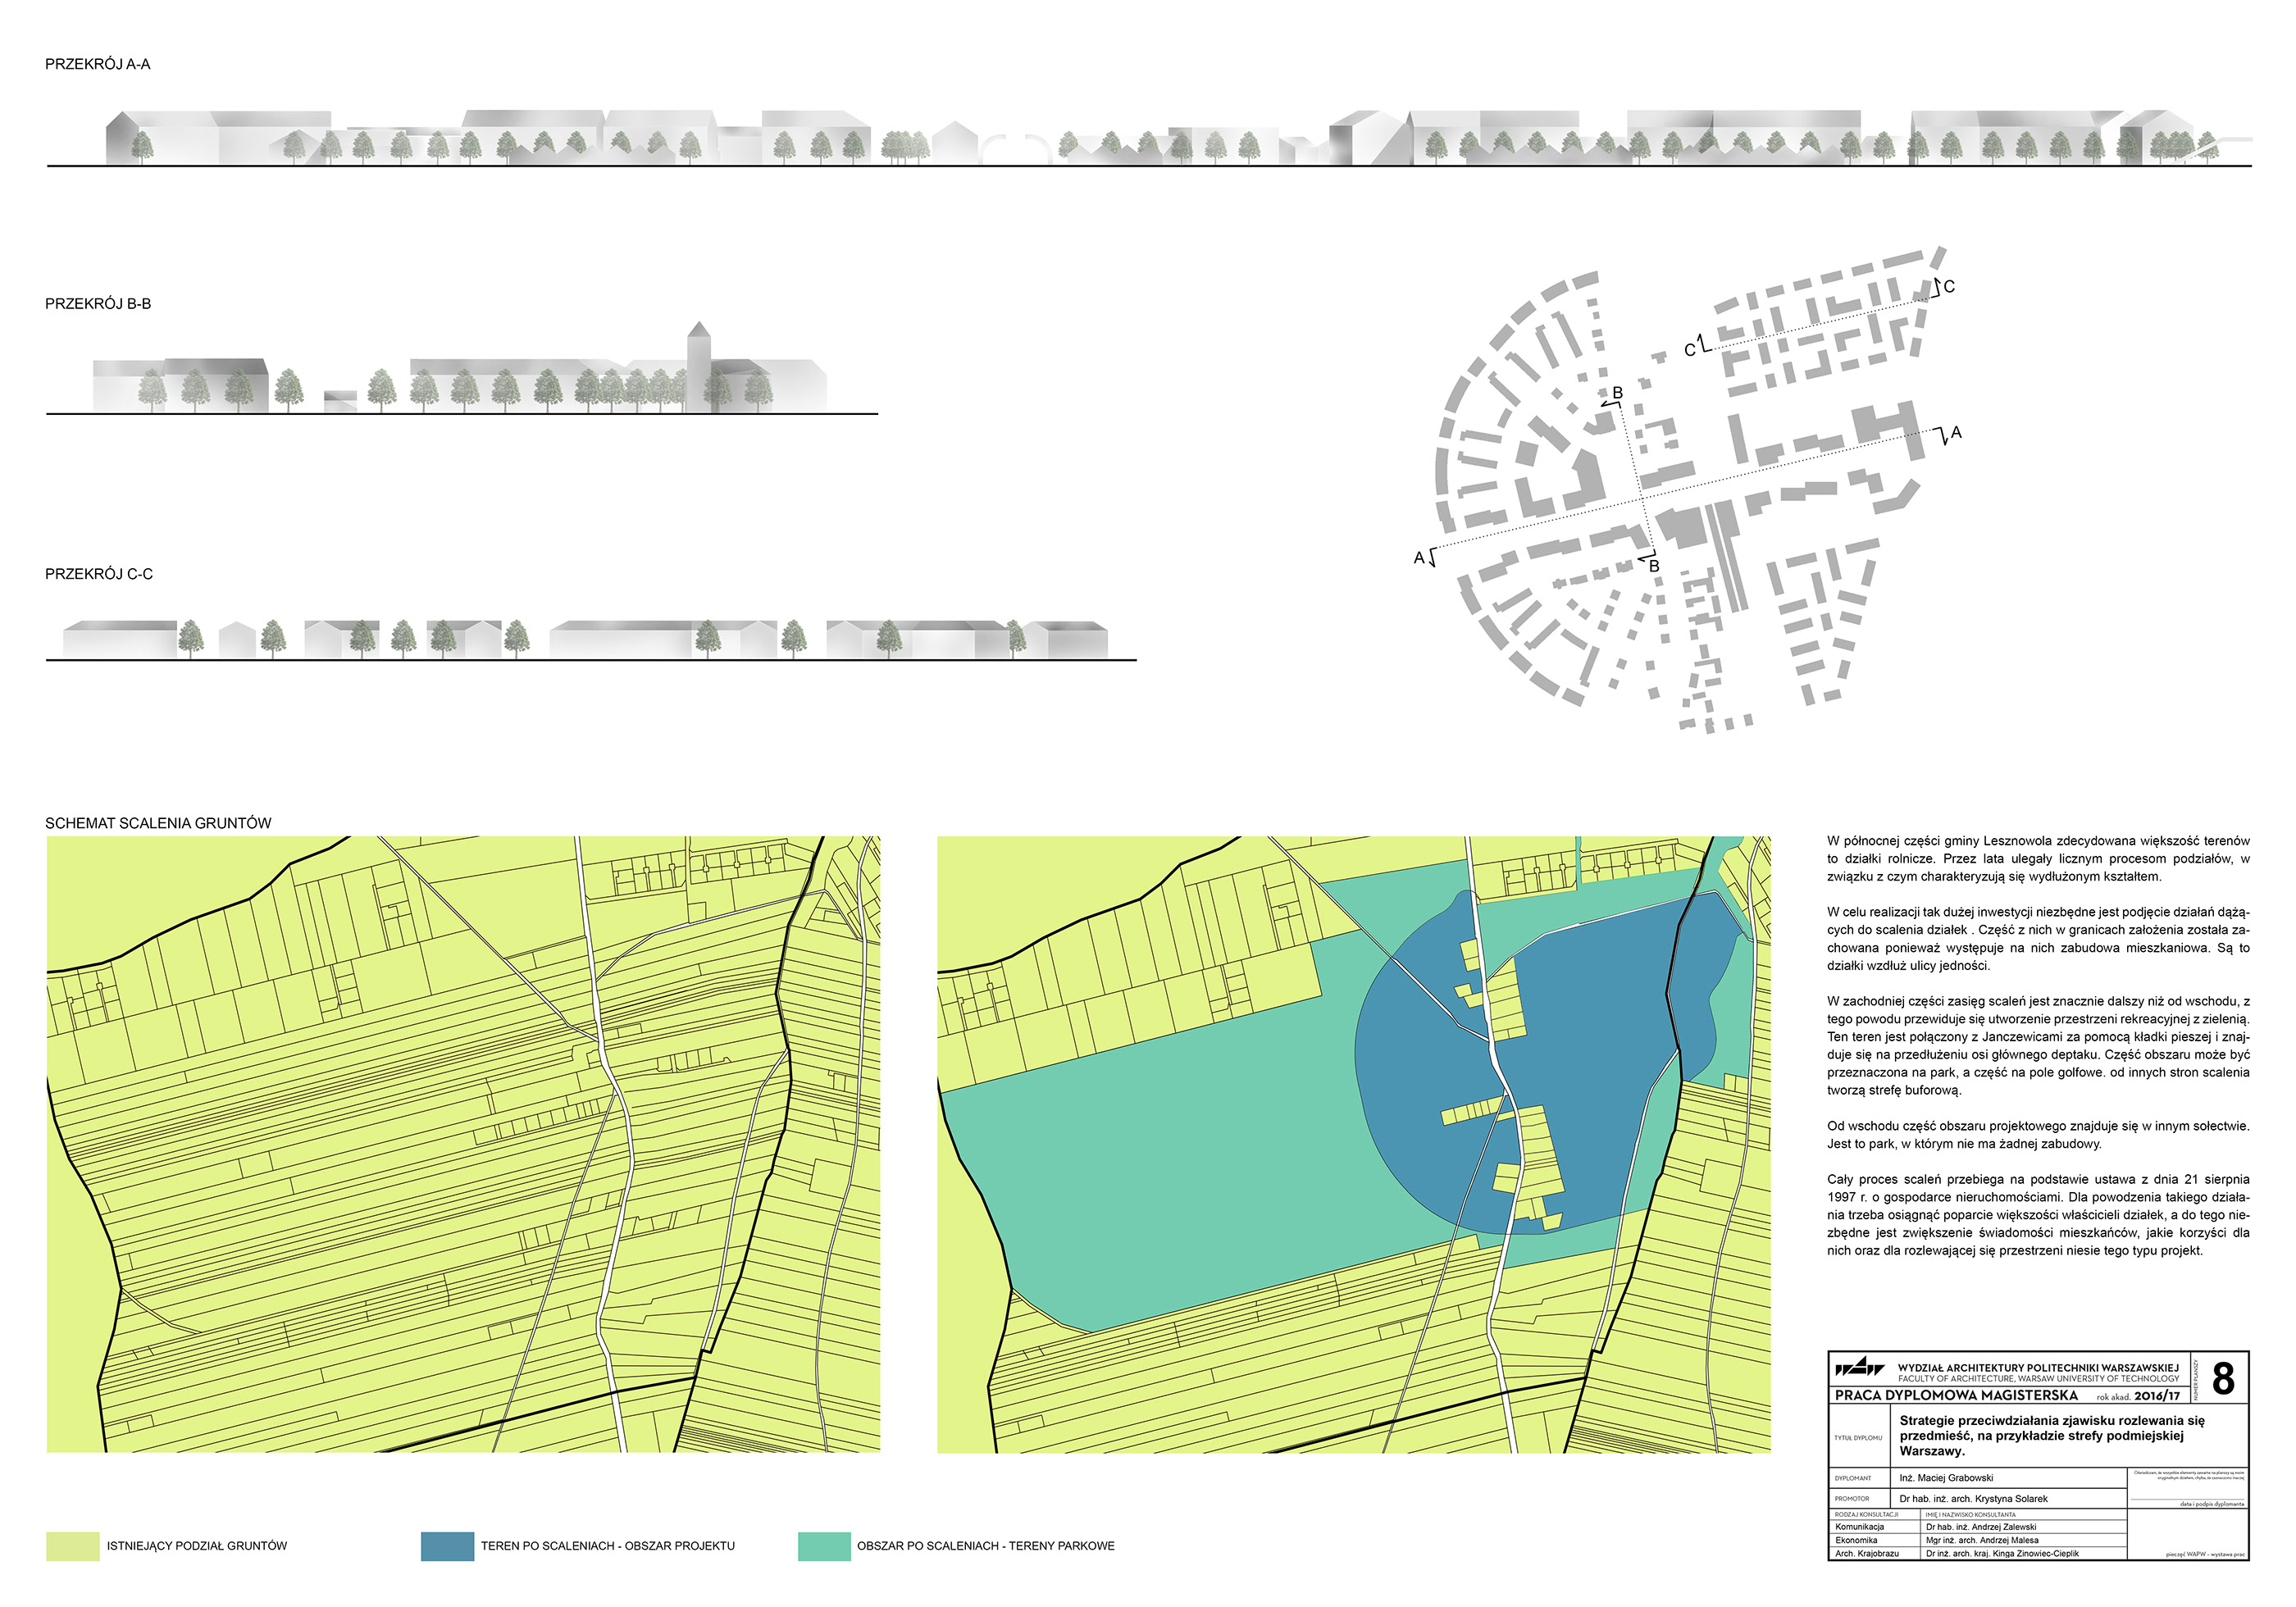 PRZEKRÓJ A-A
PRZEKRÓJ B-B
PRZEKRÓJ C-C
C
C
B
A
A
B
SCHEMAT SCALENIA GRUNTÓW
W północnej części gminy Lesznowola zdecydowana większość terenów
to działki rolnicze. Przez lata ulegały licznym procesom podziałów, w
związku z czym charakteryzują się wydłużonym kształtem.
W celu realizacji tak dużej inwestycji niezbędne jest podjęcie działań dążą-
cych do scalenia działek . Część z nich w granicach założenia została za-
chowana ponieważ występuje na nich zabudowa mieszkaniowa. Są to
działki wzdłuż ulicy jedności.
W zachodniej części zasięg scaleń jest znacznie dalszy niż od wschodu, z
tego powodu przewiduje się utworzenie przestrzeni rekreacyjnej z zielenią.
Ten teren jest połączony z Janczewicami za pomocą kładki pieszej i znaj-
duje się na przedłużeniu osi głównego deptaku. Część obszaru może być
przeznaczona na park, a część na pole golfowe. od innych stron scalenia
tworzą strefę buforową.
Od wschodu część obszaru projektowego znajduje się w innym sołectwie.
Jest to park, w którym nie ma żadnej zabudowy.
Cały proces scaleń przebiega na podstawie ustawa z dnia 21 sierpnia
1997 r. o gospodarce nieruchomościami. Dla powodzenia takiego działa-
nia trzeba osiągnąć poparcie większości właścicieli działek, a do tego nie-
zbędne jest zwiększenie świadomości mieszkańców, jakie korzyści dla
nich oraz dla rozlewającej się przestrzeni niesie tego typu projekt.
WYDZIAŁ ARCHITEKTURY POLITECHNIKI WARSZAWSKIEJ
FACULTY OF ARCHITECTURE, WARSAW UNIVERSITY OF TECHNOLOGY
NUMER PLANSZY
8
PRACA DYPLOMOWA MAGISTERSKA rok akad. 2016/17
TYTUŁ DYPLOMU
Strategie przeciwdziałania zjawisku rozlewania się
przedmieść, na przykładzie strefy podmiejskiej
Warszawy.
DYPLOMANT
Inż. Maciej Grabowski
PROMOTOR
Dr hab. inż. arch. Krystyna Solarek
data i podpis dyplomanta
RODZAJ KONSULTACJI
IMIĘ I NAZWISKO KONSULTANTA
Komunikacja
Dr hab. inż. Andrzej Zalewski
Ekonomika
Mgr inż. arch. Andrzej Malesa
Arch. Krajobrazu
Dr inż. arch. kraj. Kinga Zinowiec-Cieplik
pieczęć WAPW - wystawa prac
ISTNIEJĄCY PODZIAŁ GRUNTÓW
TEREN PO SCALENIACH - OBSZAR PROJEKTU
OBSZAR PO SCALENIACH - TERENY PARKOWE